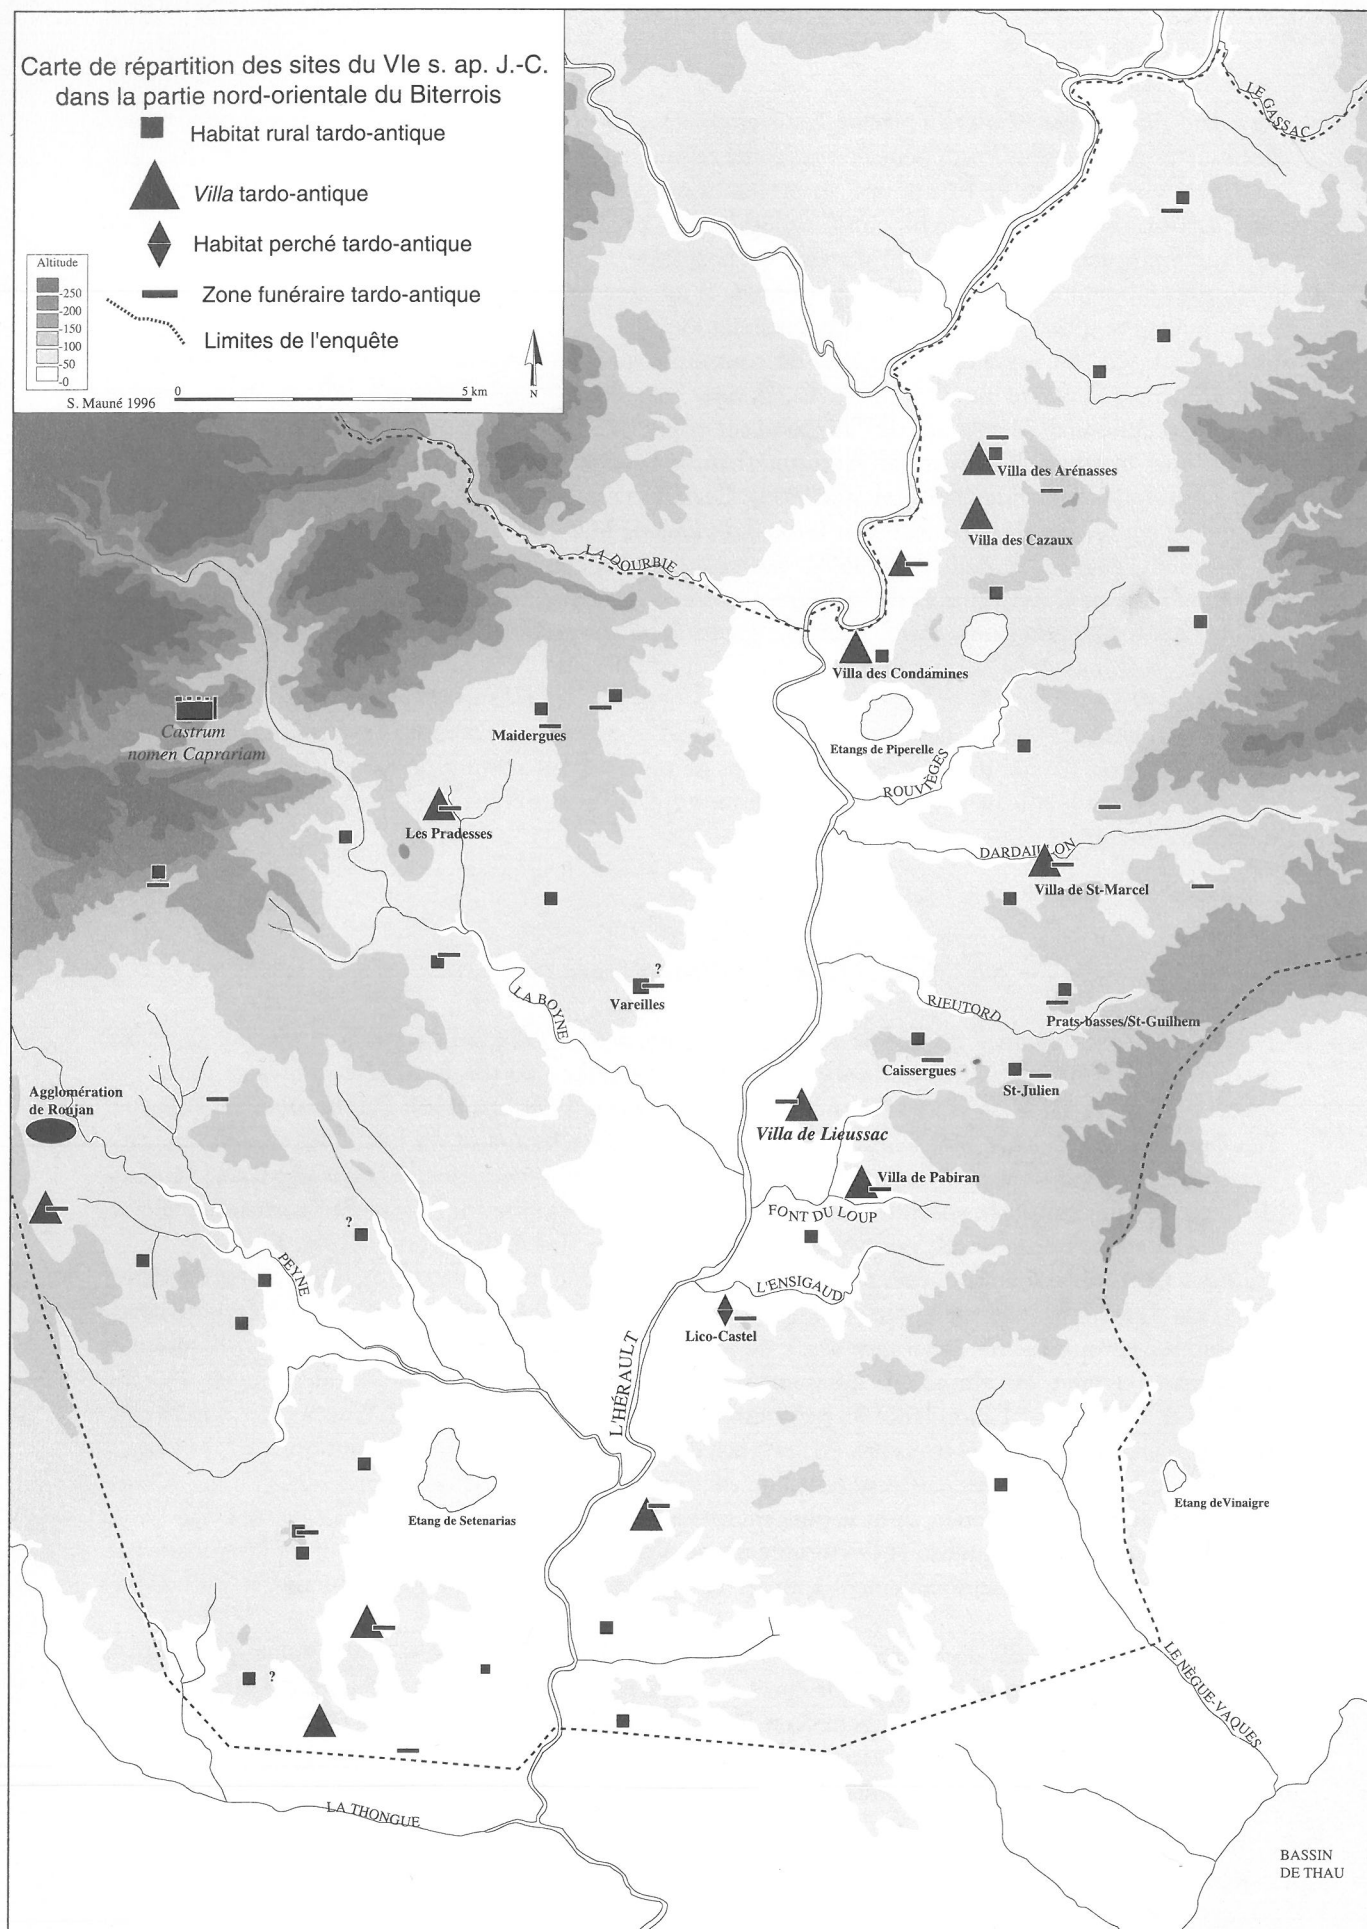 Carte de répartition des sites du VIe s. ap. J.-C.
dans la partie nord-orientale du Biterrois
Habitat rural tardo-antique
Villa tardo-antique
Habitat perché tardo-antique
Zone funéraire tardo-antique
Limites de l'enquête
Altitude
-250
-200
-150
-100
-50
-0
S. Mauné 1996
0
5 km
N
LE GASSAC
Villa des Arénasses
Villa des Cazaux
LA DOURBIE
Villa des Condamines
Castrum
nomen Caprariam
Maidergues
Etangs de Piperelle
ROUVIÈGES
Les Pradesses
DARDAILLON
Villa de St-Marcel
?
Vareilles
LA BOYNE
RIEUTORD
Prats-basses/St-Guilhem
Caissergues
St-Julien
Agglomération
de Roujan
Villa de Lieussac
Villa de Pabiran
FONT DU LOUP
?
PEYNE
L'ENSIGAUD
Lico-Castel
L'HÉRAULT
Etang de Setenarias
Etang de Vinaigre
?
LE NÈGUE-VAQUES
LA THONGUE
BASSIN
DE THAU